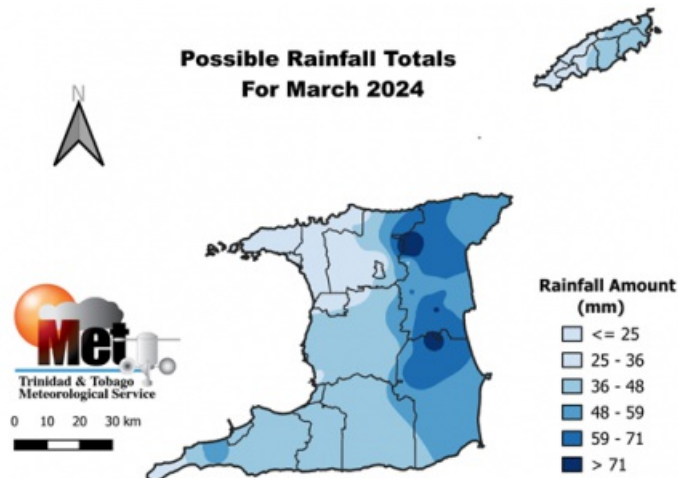 Possible Rainfall Totals
For March 2024
N
Met
Trinidad & Tobago
Meteorological Service
0 10 20 30 km
Rainfall Amount
(mm)
<= 25
25 - 36
36 - 48
48 - 59
59 - 71
> 71